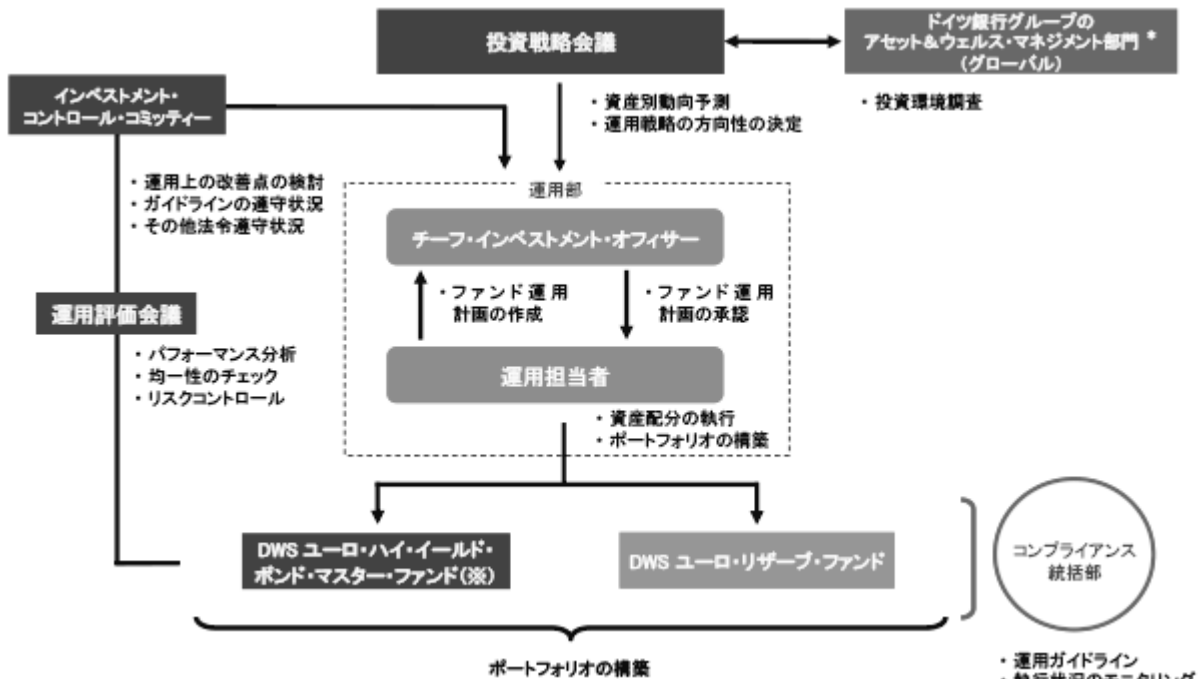 投資戦略会議
ドイツ銀行グループの
アセット&ウェルス・マネジメント部門 *
(グローバル)
インベストメント・
コントロール・コミッティー
・資産別動向予測
・運用戦略の方向性の決定
・投資環境調査
・運用上の改善点の検討
・ガイドラインの遵守状況
・その他法令遵守状況
運用部
チーフ・インベストメント・オフィサー
・ファンド運用
計画の作成
・ファンド運用
計画の承認
運用評価会議
・パフォーマンス分析
・均一性のチェック
・リスクコントロール
運用担当者
・資産配分の執行
・ポートフォリオの構築
DWS ユーロ・ハイ・イールド・
ボンド・マスター・ファンド(※)
DWS ユーロ・リザーブ・ファンド
コンプライアンス
統括部
ポートフォリオの構築
・運用ガイドライン
・執行状況のモニタリング